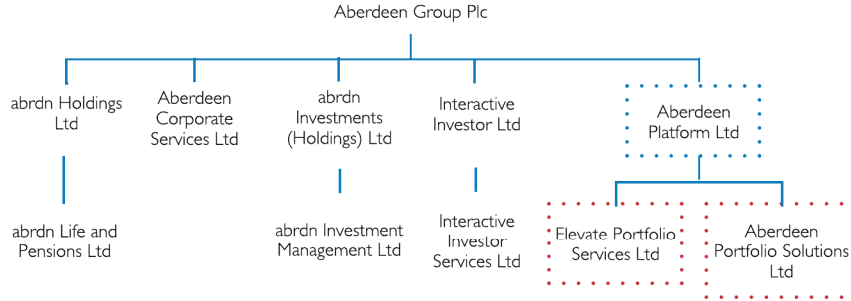 Aberdeen Group Plc
abrdn Holdings
Ltd
Aberdeen
Corporate
Services Ltd
abrdn
Investments
(Holdings) Ltd
Interactive
Investor Ltd
Aberdeen
Platform Ltd
abrdn Life and
Pensions Ltd
abrdn Investment
Management Ltd
Interactive
Investor
Services Ltd
Elevate Portfolio
Services Ltd
Aberdeen
Portfolio Solutions
Ltd